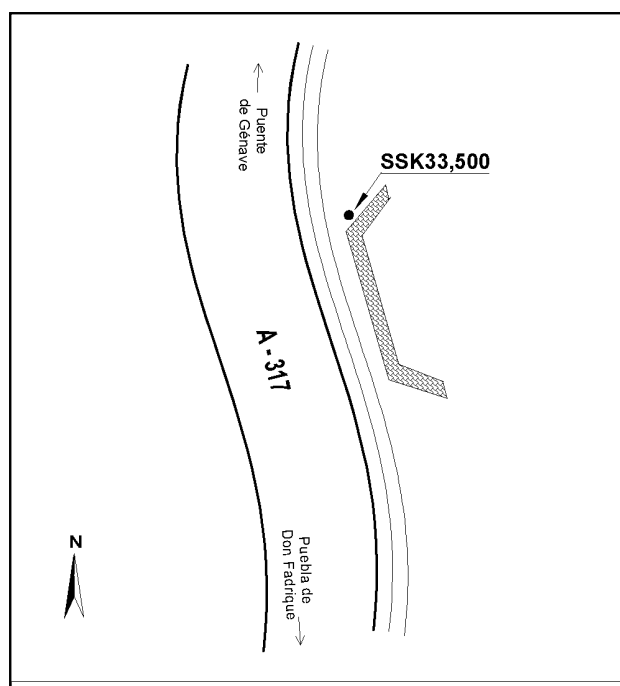 Puente
de Génave
SSK33,500
A - 317
N
Puebla de
Don Fadrique